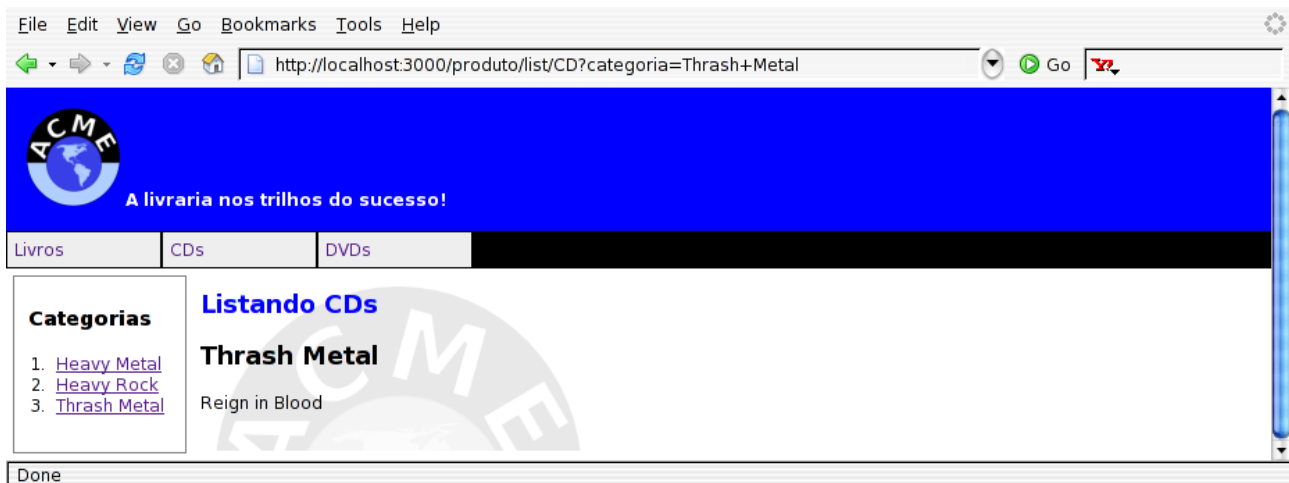 File Edit View Go Bookmarks Tools Help
http://localhost:3000/produto/list/CD?categoria=Thrash+Metal Go Y!
ACME
A livraria nos trilhos do sucesso!
Livros CDs DVDs
Categorias
1. Heavy Metal
2. Heavy Rock
3. Thrash Metal
Listando CDs
Thrash Metal
Reign in Blood
ACME
Done